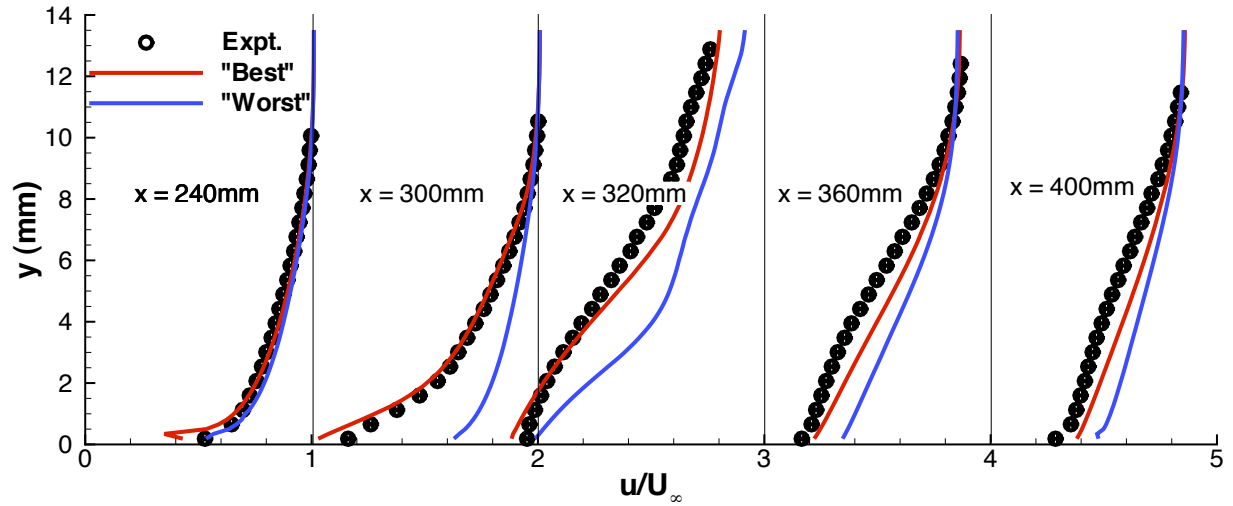 14
12
10
8
6
4
2
0
y (mm)
Expt.
"Best"
"Worst"
x = 240mm
x = 300mm
x = 320mm
x = 360mm
x = 400mm
0
1
2
3
4
5
u/U∞